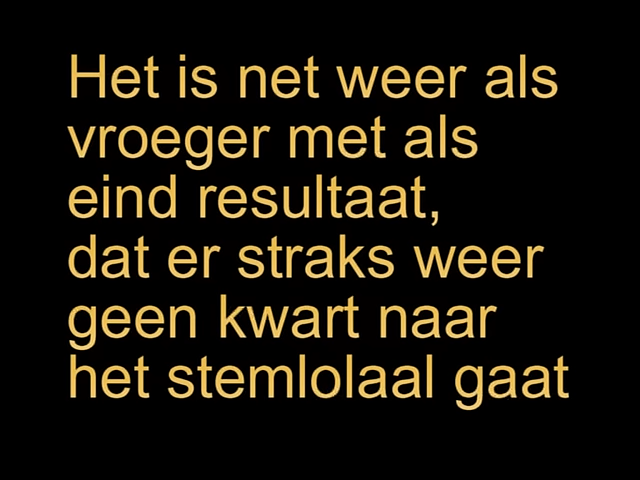 Het is net weer als
vroeger met als
eind resultaat,
dat er straks weer
geen kwart naar
het stemlolaal gaat